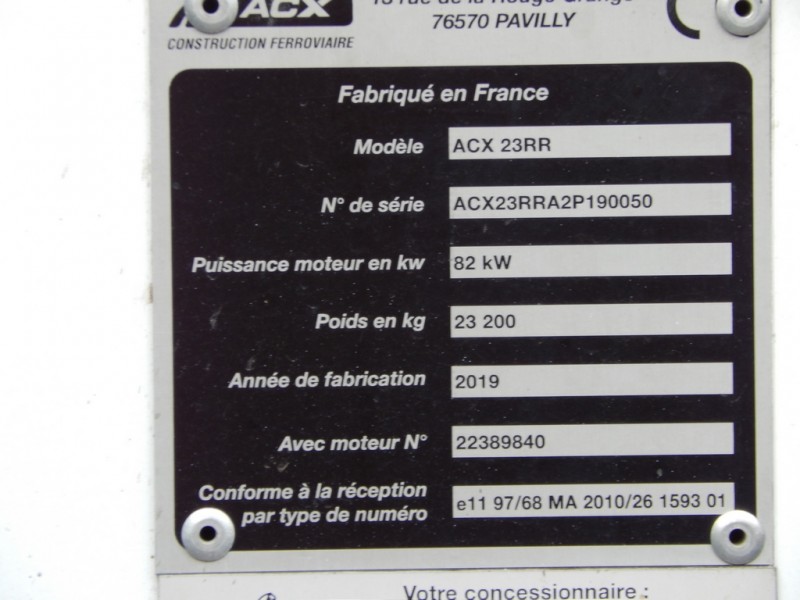 ACX
76570 PAVILLY
CONSTRUCTION FERROVIAIRE
Fabriqué en France
Modèle ACX 23RR
N° de série ACX23RRA2P190050
Puissance moteur en kw 82 kW
Poids en kg 23 200
Année de fabrication 2019
Avec moteur N° 22389840
Conforme à la réception
par type de numéro e11 97/68 MA 2010/26 1593 01
Votre concessionnaire :